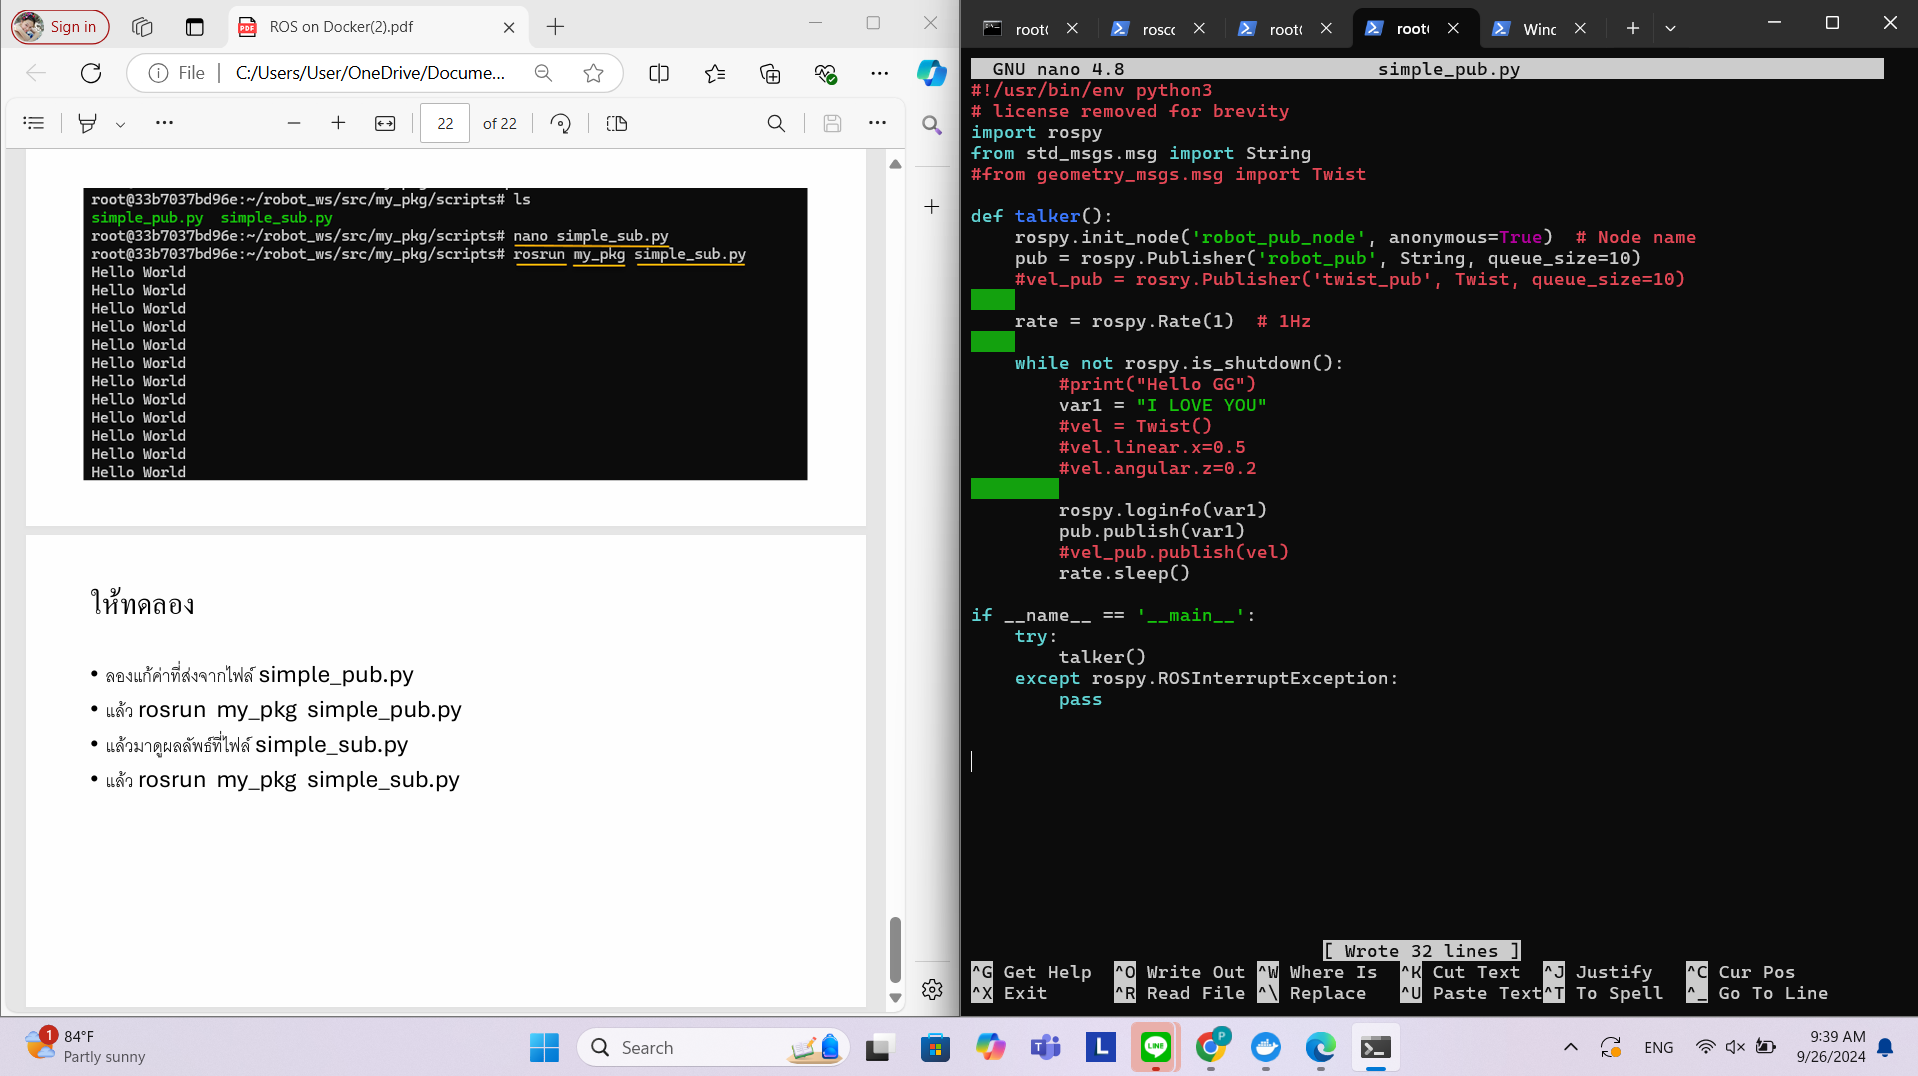 Sign in
ROS on Docker(2).pdf
File
C:/Users/User/OneDrive/Docume...
22 of 22
root@33b7037bd96e:~/robot_ws/src/my_pkg/scripts# ls
simple_pub.py simple_sub.py
root@33b7037bd96e:~/robot_ws/src/my_pkg/scripts# nano simple_sub.py
root@33b7037bd96e:~/robot_ws/src/my_pkg/scripts# rosrun my_pkg simple_sub.py
Hello World
Hello World
Hello World
Hello World
Hello World
Hello World
Hello World
Hello World
Hello World
Hello World
Hello World
Hello World
ให้ทดลอง
• ลองแก้ค่าที่ส่งจากไฟล์ simple_pub.py
• แล้ว rosrun my_pkg simple_pub.py
• แล้วมาดูผลลัพธ์ที่ไฟล์ simple_sub.py
• แล้ว rosrun my_pkg simple_sub.py
GNU nano 4.8 simple_pub.py
#!/usr/bin/env python3
# license removed for brevity
import rospy
from std_msgs.msg import String
#from geometry_msgs.msg import Twist
def talker():
rospy.init_node('robot_pub_node', anonymous=True) # Node name
pub = rospy.Publisher('robot_pub', String, queue_size=10)
#vel_pub = rosry.Publisher('twist_pub', Twist, queue_size=10)
rate = rospy.Rate(1) # 1Hz
while not rospy.is_shutdown():
#print("Hello GG")
var1 = "I LOVE YOU"
#vel = Twist()
#vel.linear.x=0.5
#vel.angular.z=0.2
rospy.loginfo(var1)
pub.publish(var1)
#vel_pub.publish(vel)
rate.sleep()
if __name__ == '__main__':
try:
talker()
except rospy.ROSInterruptException:
pass
[ Wrote 32 lines ]
^G Get Help ^O Write Out ^W Where Is ^K Cut Text ^J Justify ^C Cur Pos
^X Exit ^R Read File ^\ Replace ^U Paste Text ^T To Spell ^_ Go To Line
1
84°F
Partly sunny
Search
LINE
P
ENG
9:39 AM
9/26/2024